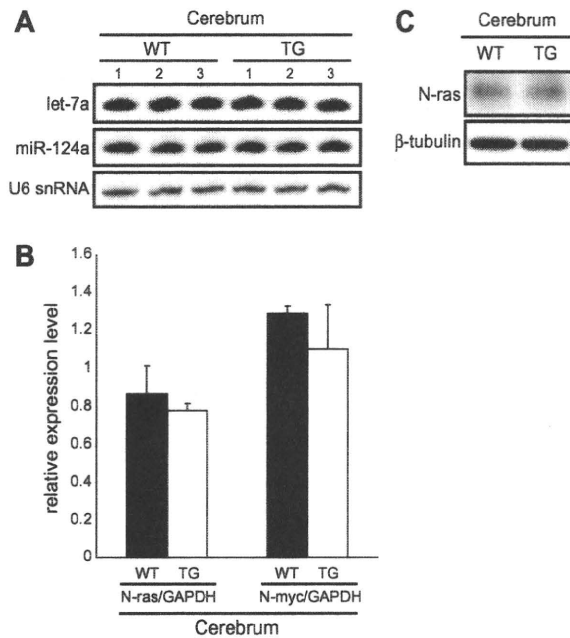 A
Cerebrum
WT TG
1 2 3 1 2 3
let-7a
miR-124a
U6 snRNA
C
Cerebrum
WT TG
N-ras
β-tubulin
B
relative expression level
1.6
1.4
1.2
1
0.8
0.6
0.4
0.2
0
WT TG WT TG
N-ras/GAPDH N-myc/GAPDH
Cerebrum